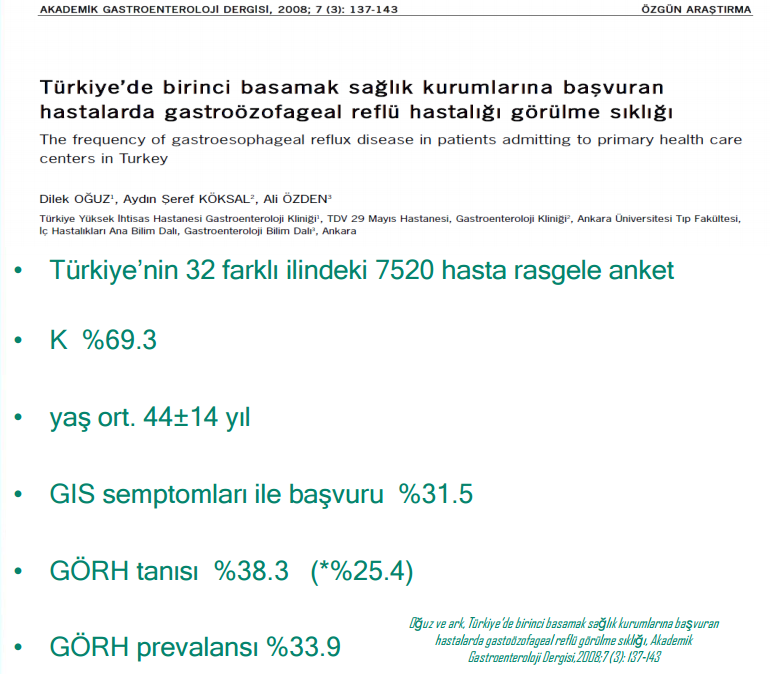 AKADEMİK GASTROENTEROLOJİ DERGİSİ, 2008; 7 (3): 137-143
ÖZGÜN ARAŞTIRMA
Türkiye'de birinci basamak sağlık kurumlarına başvuran
hastalarda gastroözofageal reflü hastalığı görülme sıklığı
The frequency of gastroesophageal reflux disease in patients admitting to primary health care
centers in Turkey
Dilek OĞUZ¹, Aydın Şeref KÖKSAL², Ali ÖZDEN³
Türkiye Yüksek İhtisas Hastanesi Gastroenteroloji Kliniği¹, TDV 29 Mayıs Hastanesi, Gastroenteroloji Kliniği², Ankara Üniversitesi Tıp Fakültesi,
İç Hastalıkları Ana Bilim Dalı, Gastroenteroloji Bilim Dalı³, Ankara
• Türkiye'nin 32 farklı ilindeki 7520 hasta rasgele anket
• K %69.3
• yaş ort. 44±14 yıl
• GIS semptomları ile başvuru %31.5
• GÖRH tanısı %38.3 (*%25.4)
• GÖRH prevalansı %33.9
Oğuz ve ark, Türkiye'de birinci basamak sağlık kurumlarına başvuran
hastalarda gastoözofageal reflü görülme sıklığı, Akademik
Gastroenteroloji Dergisi,2008;7 (3): 137-143